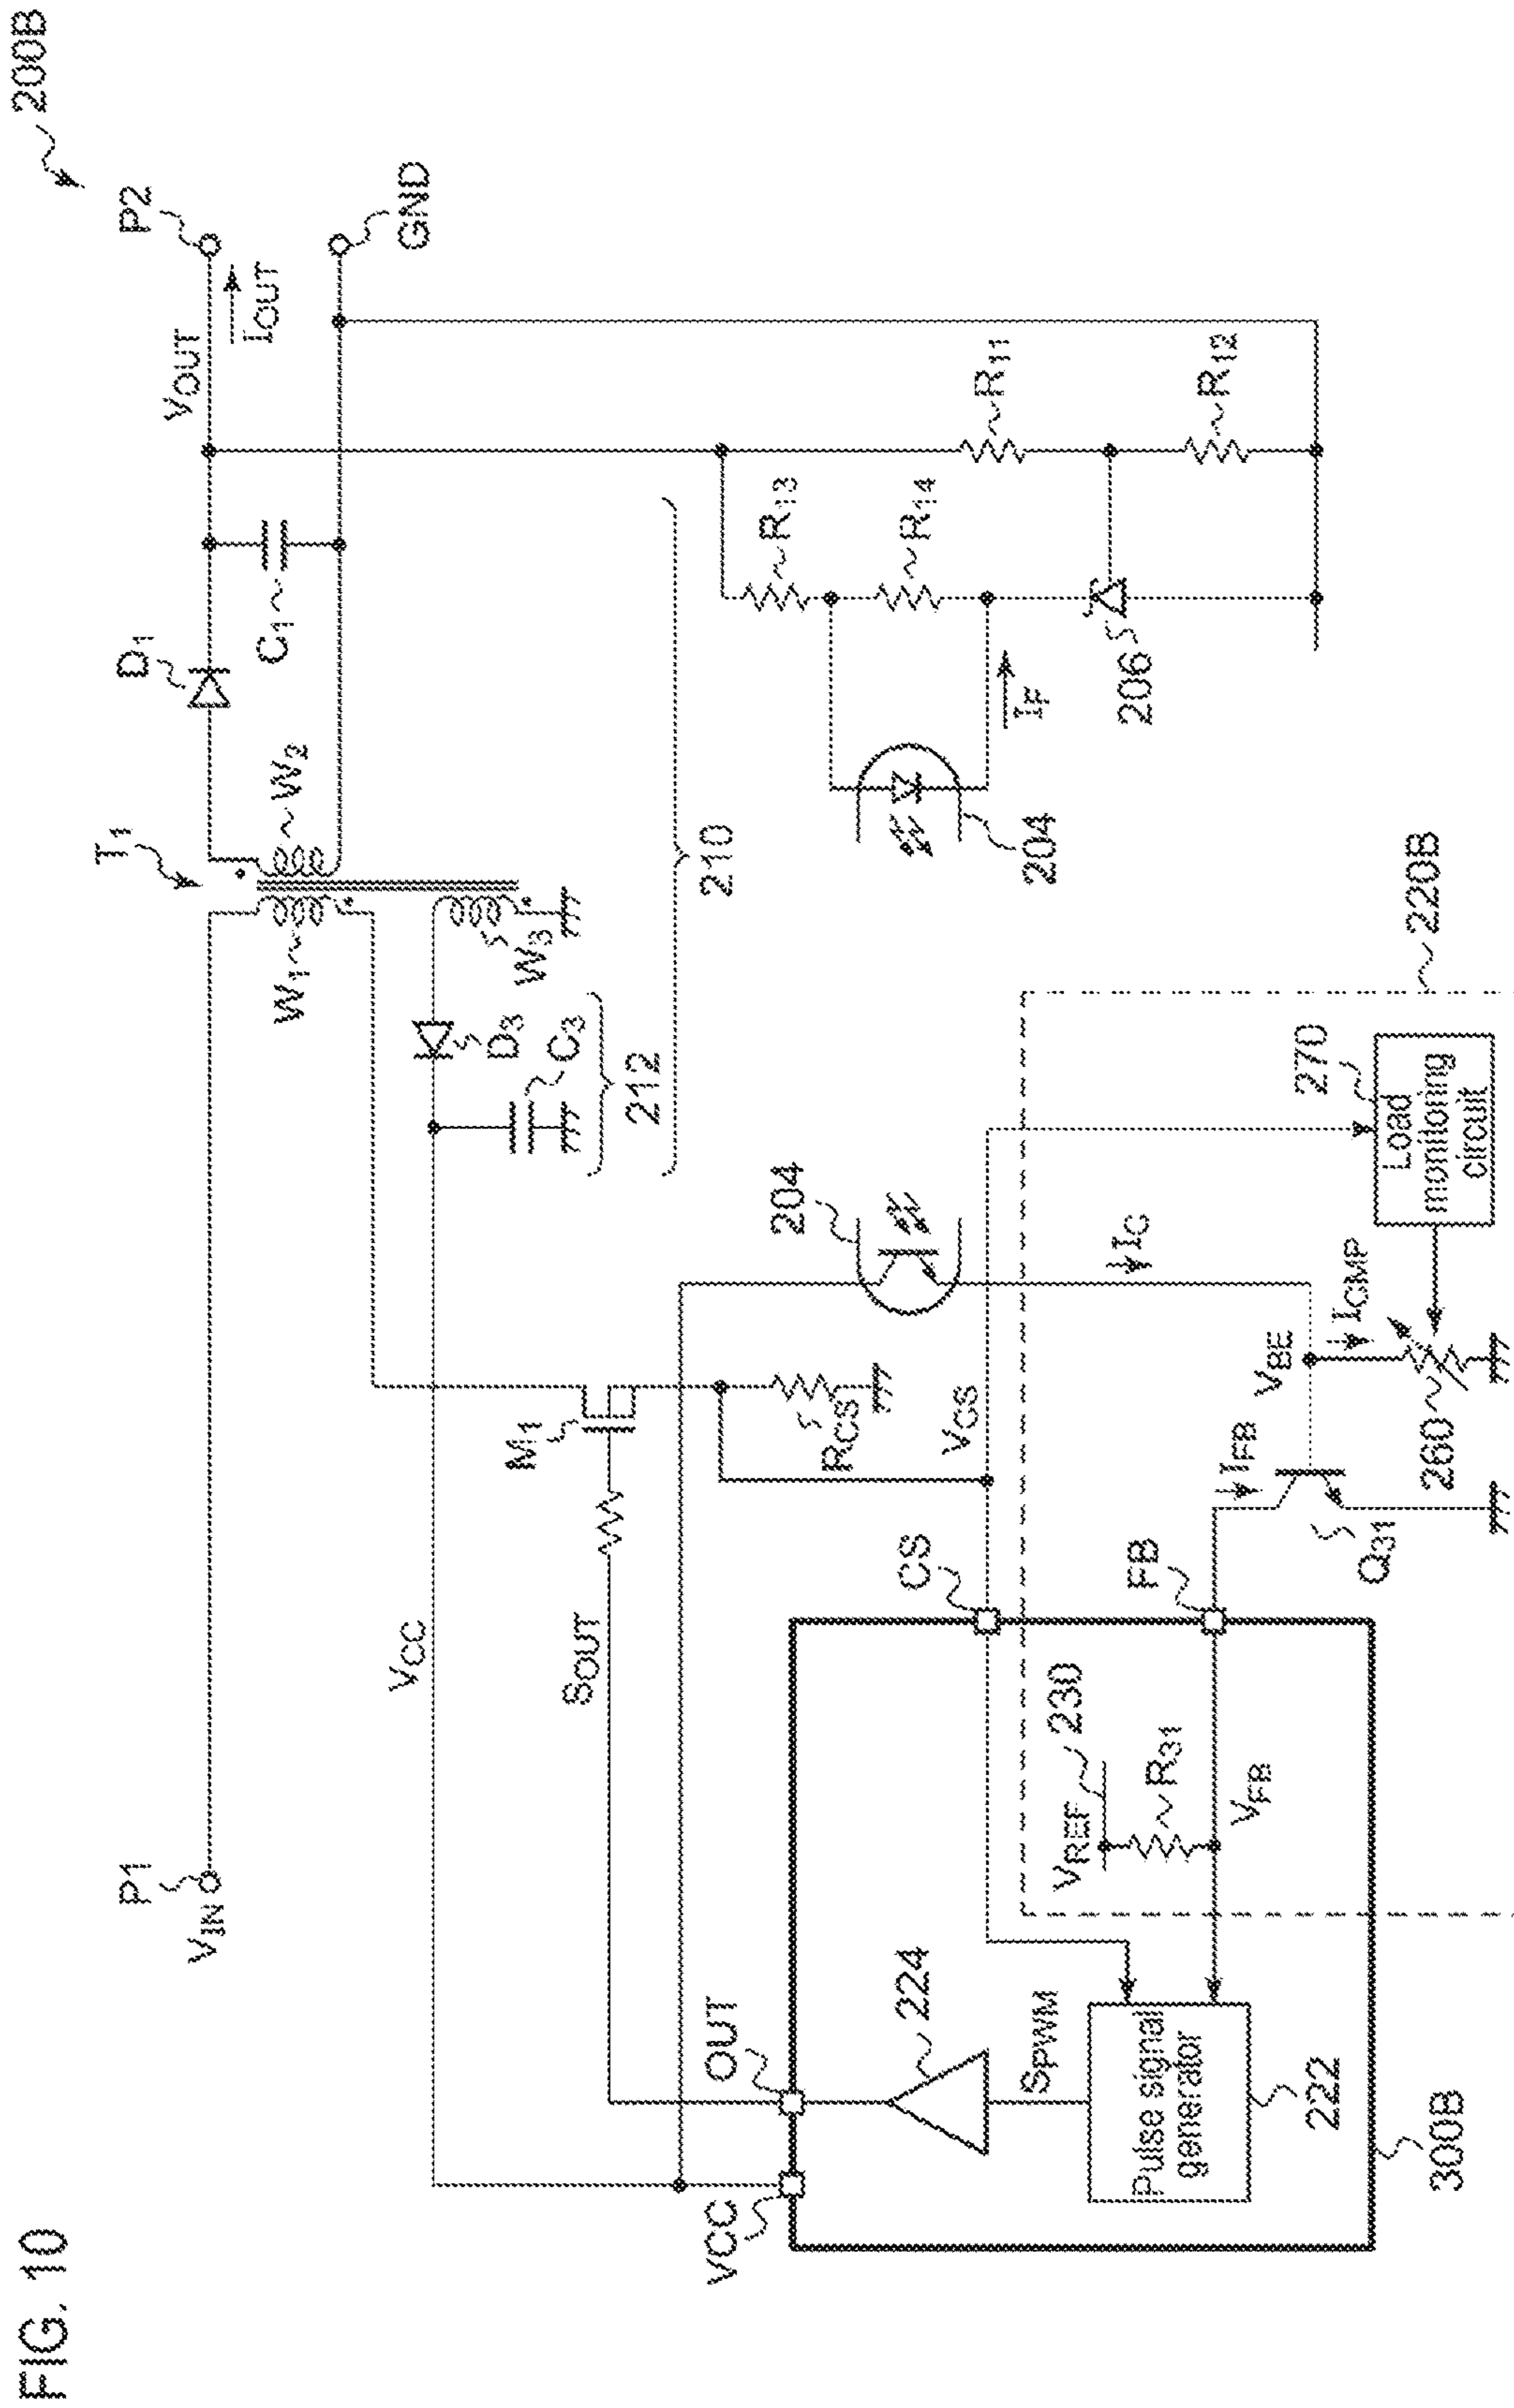 FIG. 10
200B
P1
VIN
T1
W1
W2
D1
C1
VOUT
IOUT
P2
GND
VCC
W3
D3
C3
212
210
SOUT
M1
RCS
204
VCC
OUT
224
SPWM
Pulse signal
generator
222
300B
CS
VCS
VREF
230
R31
VFB
FB
IFB
Q31
VBE
IC
ICMP
260
270
Load
monitoring
circuit
220B
204
IF
206
R13
R14
R11
R12